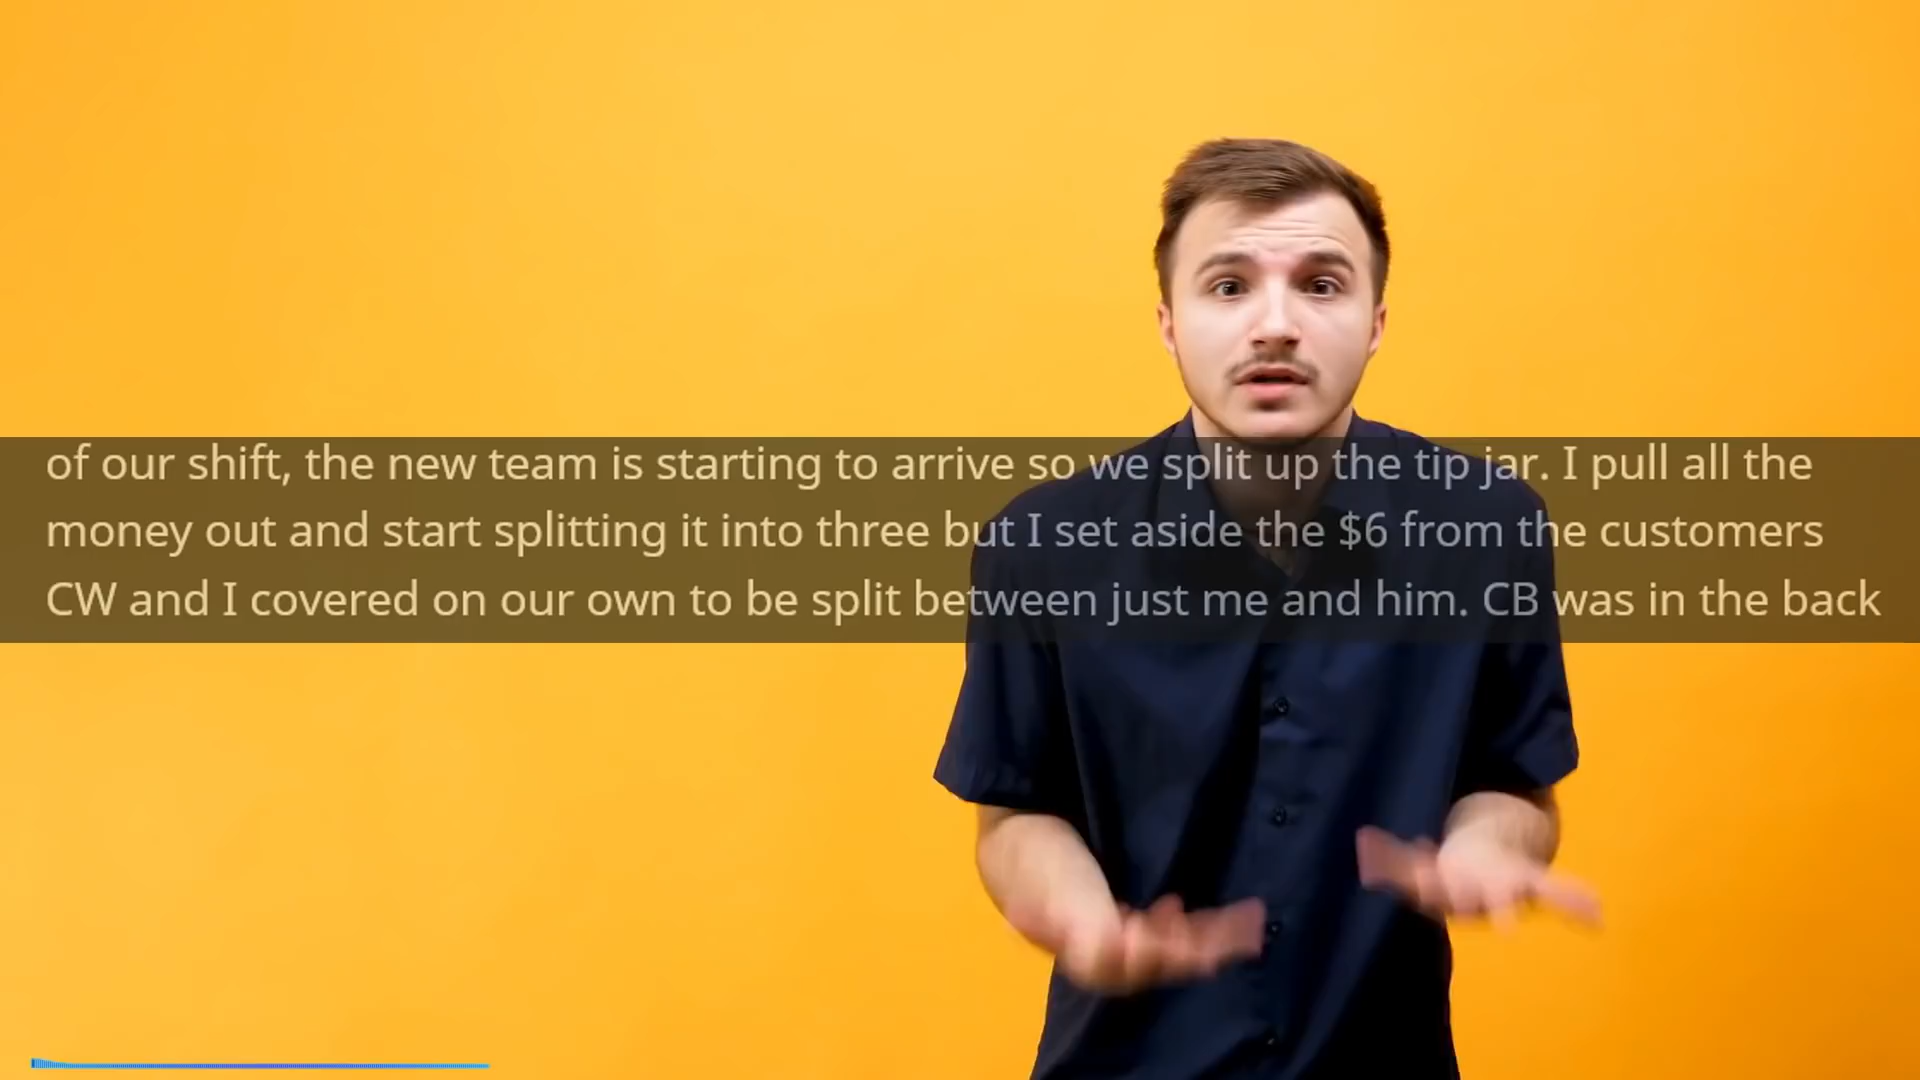 of our shift, the new team is starting to arrive so we split up the tip jar. I pull all the
money out and start splitting it into three but I set aside the $6 from the customers
CW and I covered on our own to be split between just me and him. CB was in the back